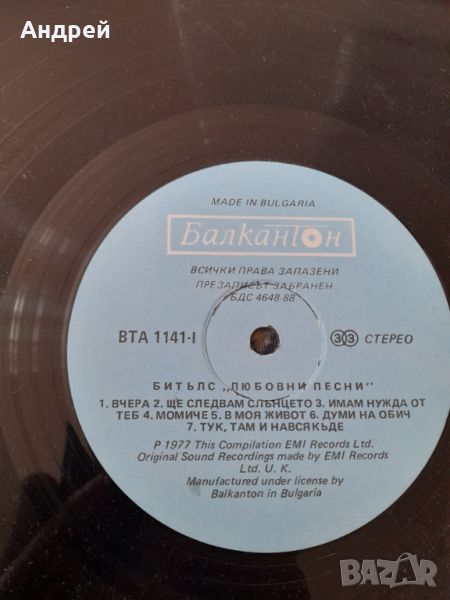 Андрей
MADE IN BULGARIA
Балкантон
ВСИЧКИ ПРАВА ЗАПАЗЕНИ
ПРЕЗАПИСЪТ ЗАБРАНЕН
БДС 4648-88
ВТА 1141-I
33 СТЕРЕО
БИТЪЛС „ЛЮБОВНИ ПЕСНИ“
1. ВЧЕРА 2. ЩЕ СЛЕДВАМ СЛЪНЦЕТО 3. ИМАМ НУЖДА ОТ
ТЕБ 4. МОМИЧЕ 5. В МОЯ ЖИВОТ 6. ДУМИ НА ОБИЧ
7. ТУК, ТАМ И НАВСЯКЪДЕ
P 1977 This Compilation EMI Records Ltd.
Original Sound Recordings made by EMI Records
Ltd. U. K.
Manufactured under license by
Balkanton in Bulgaria
BAZAR